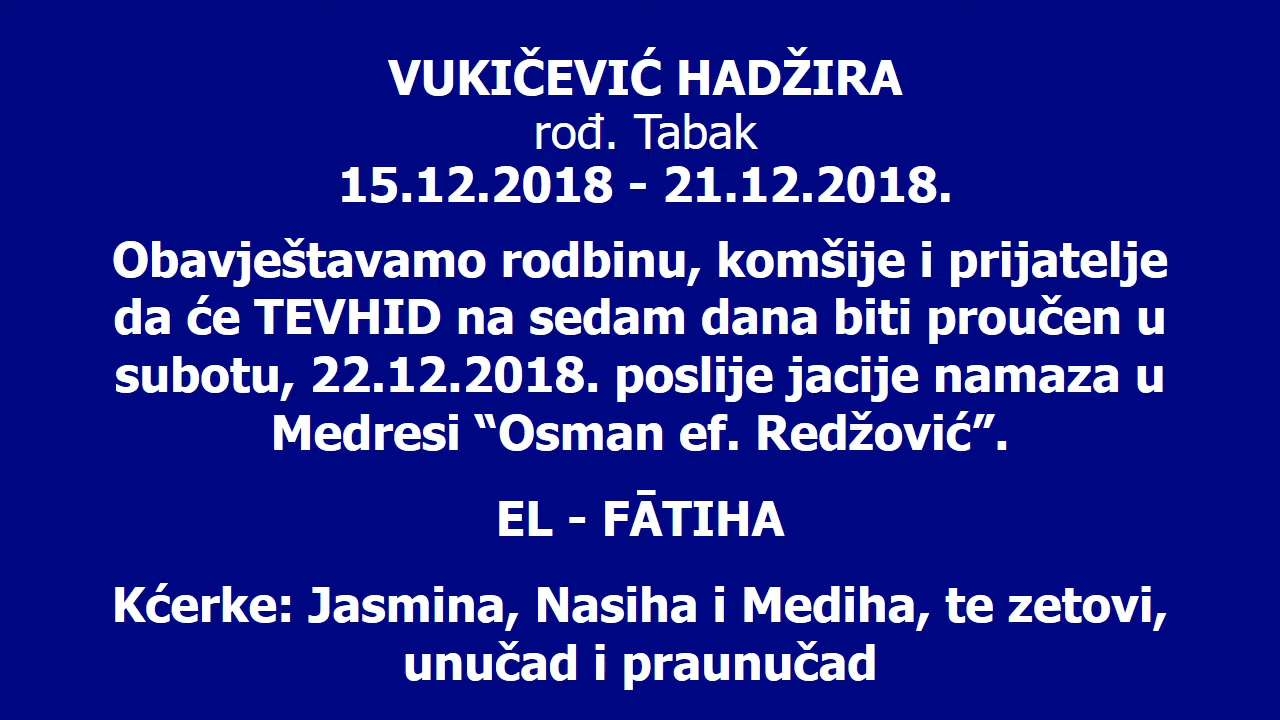 VUKIČEVIĆ HADŽIRA
rođ. Tabak
15.12.2018 - 21.12.2018.
Obavještavamo rodbinu, komšije i prijatelje
da će TEVHID na sedam dana biti proučen u
subotu, 22.12.2018. poslije jacije namaza u
Medresi “Osman ef. Redžović”.
EL - FĀTIHA
Kćerke: Jasmina, Nasiha i Mediha, te zetovi,
unučad i praunučad